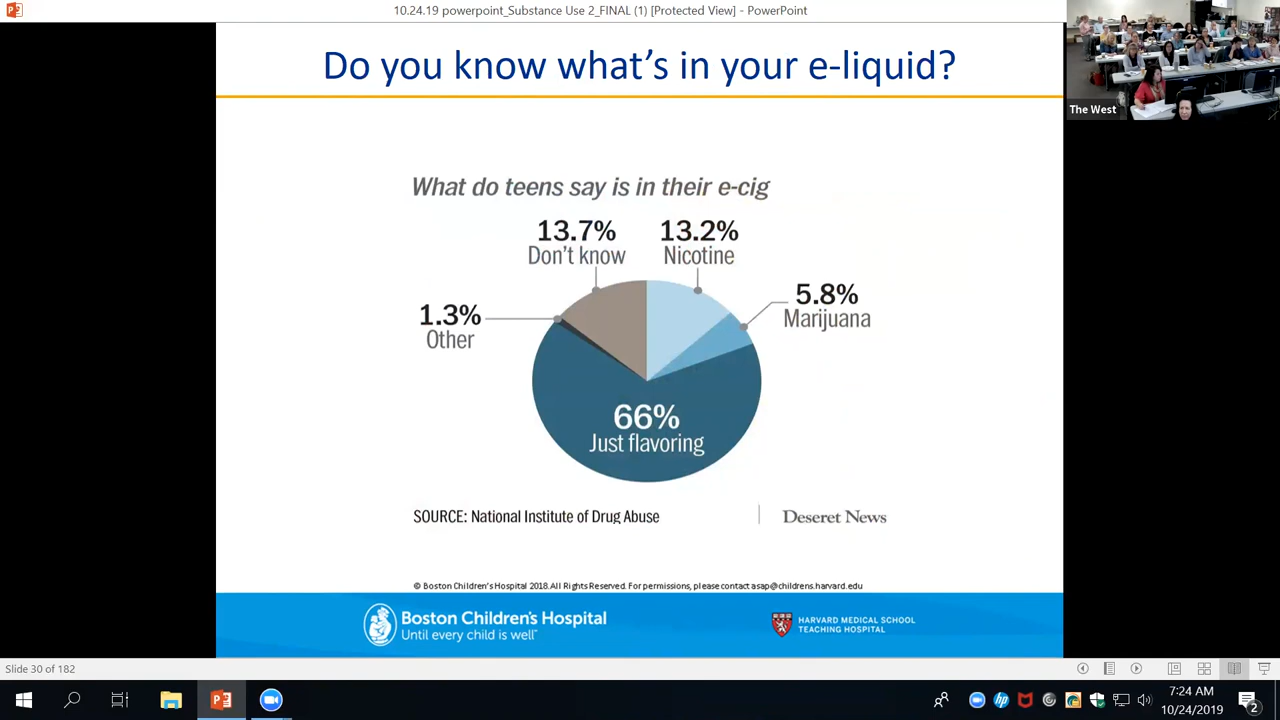 10.24.19 powerpoint_Substance Use 2_FINAL (1) [Protected View] - PowerPoint
The West
Do you know what's in your e-liquid?
What do teens say is in their e-cig
13.7%
Don't know
13.2%
Nicotine
5.8%
Marijuana
1.3%
Other
66%
Just flavoring
SOURCE: National Institute of Drug Abuse
Deseret News
© Boston Children's Hospital 2018.All Rights Reserved. For permissions, please contact asap@childrens.harvard.edu
Boston Children's Hospital
Until every child is well™
HARVARD MEDICAL SCHOOL
TEACHING HOSPITAL
Slide 30 of 182
7:24 AM
10/24/2019
2